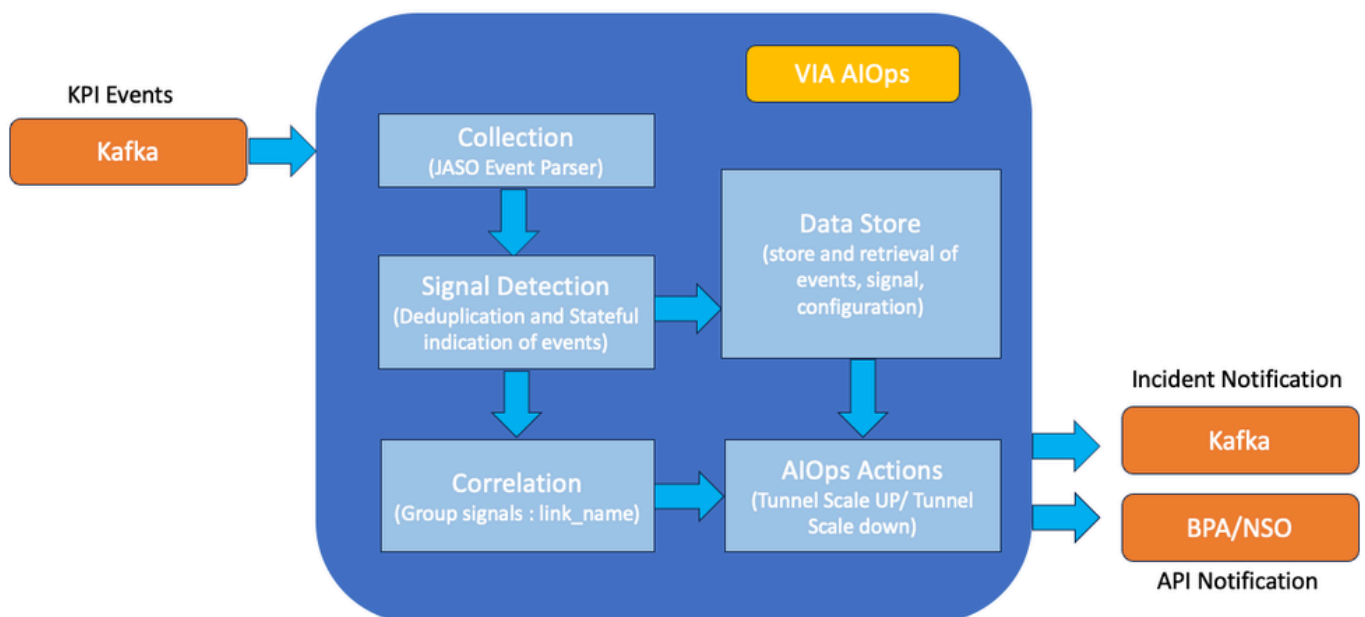 VIA AIOps
KPI Events
Kafka
Collection
(JASO Event Parser)
Signal Detection
(Deduplication and Stateful
indication of events)
Data Store
(store and retrieval of
events, signal,
configuration)
Correlation
(Group signals : link_name)
AIOps Actions
(Tunnel Scale UP/ Tunnel
Scale down)
Incident Notification
Kafka
BPA/NSO
API Notification